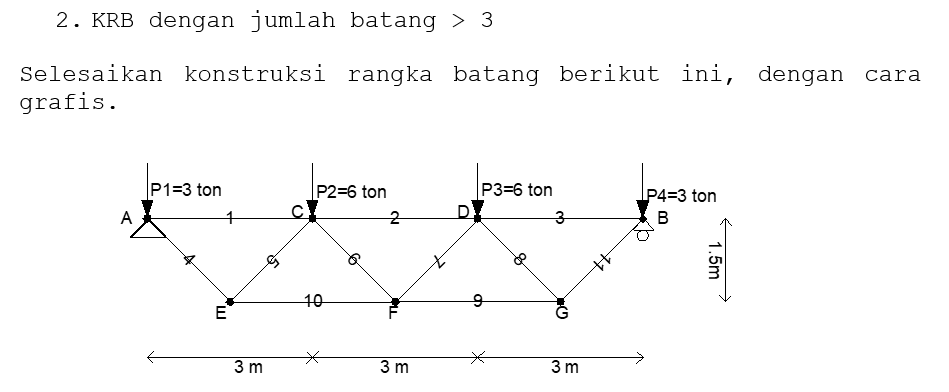 2. KRB dengan jumlah batang > 3
Selesaikan konstruksi rangka batang berikut ini, dengan cara
grafis.
P1=3 ton
P2=6 ton
P3=6 ton
P4=3 ton
A 1 C 2 D 3 B
4 5 6 7 8 11
1.5m
10 9
E F G
3 m 3 m 3 m